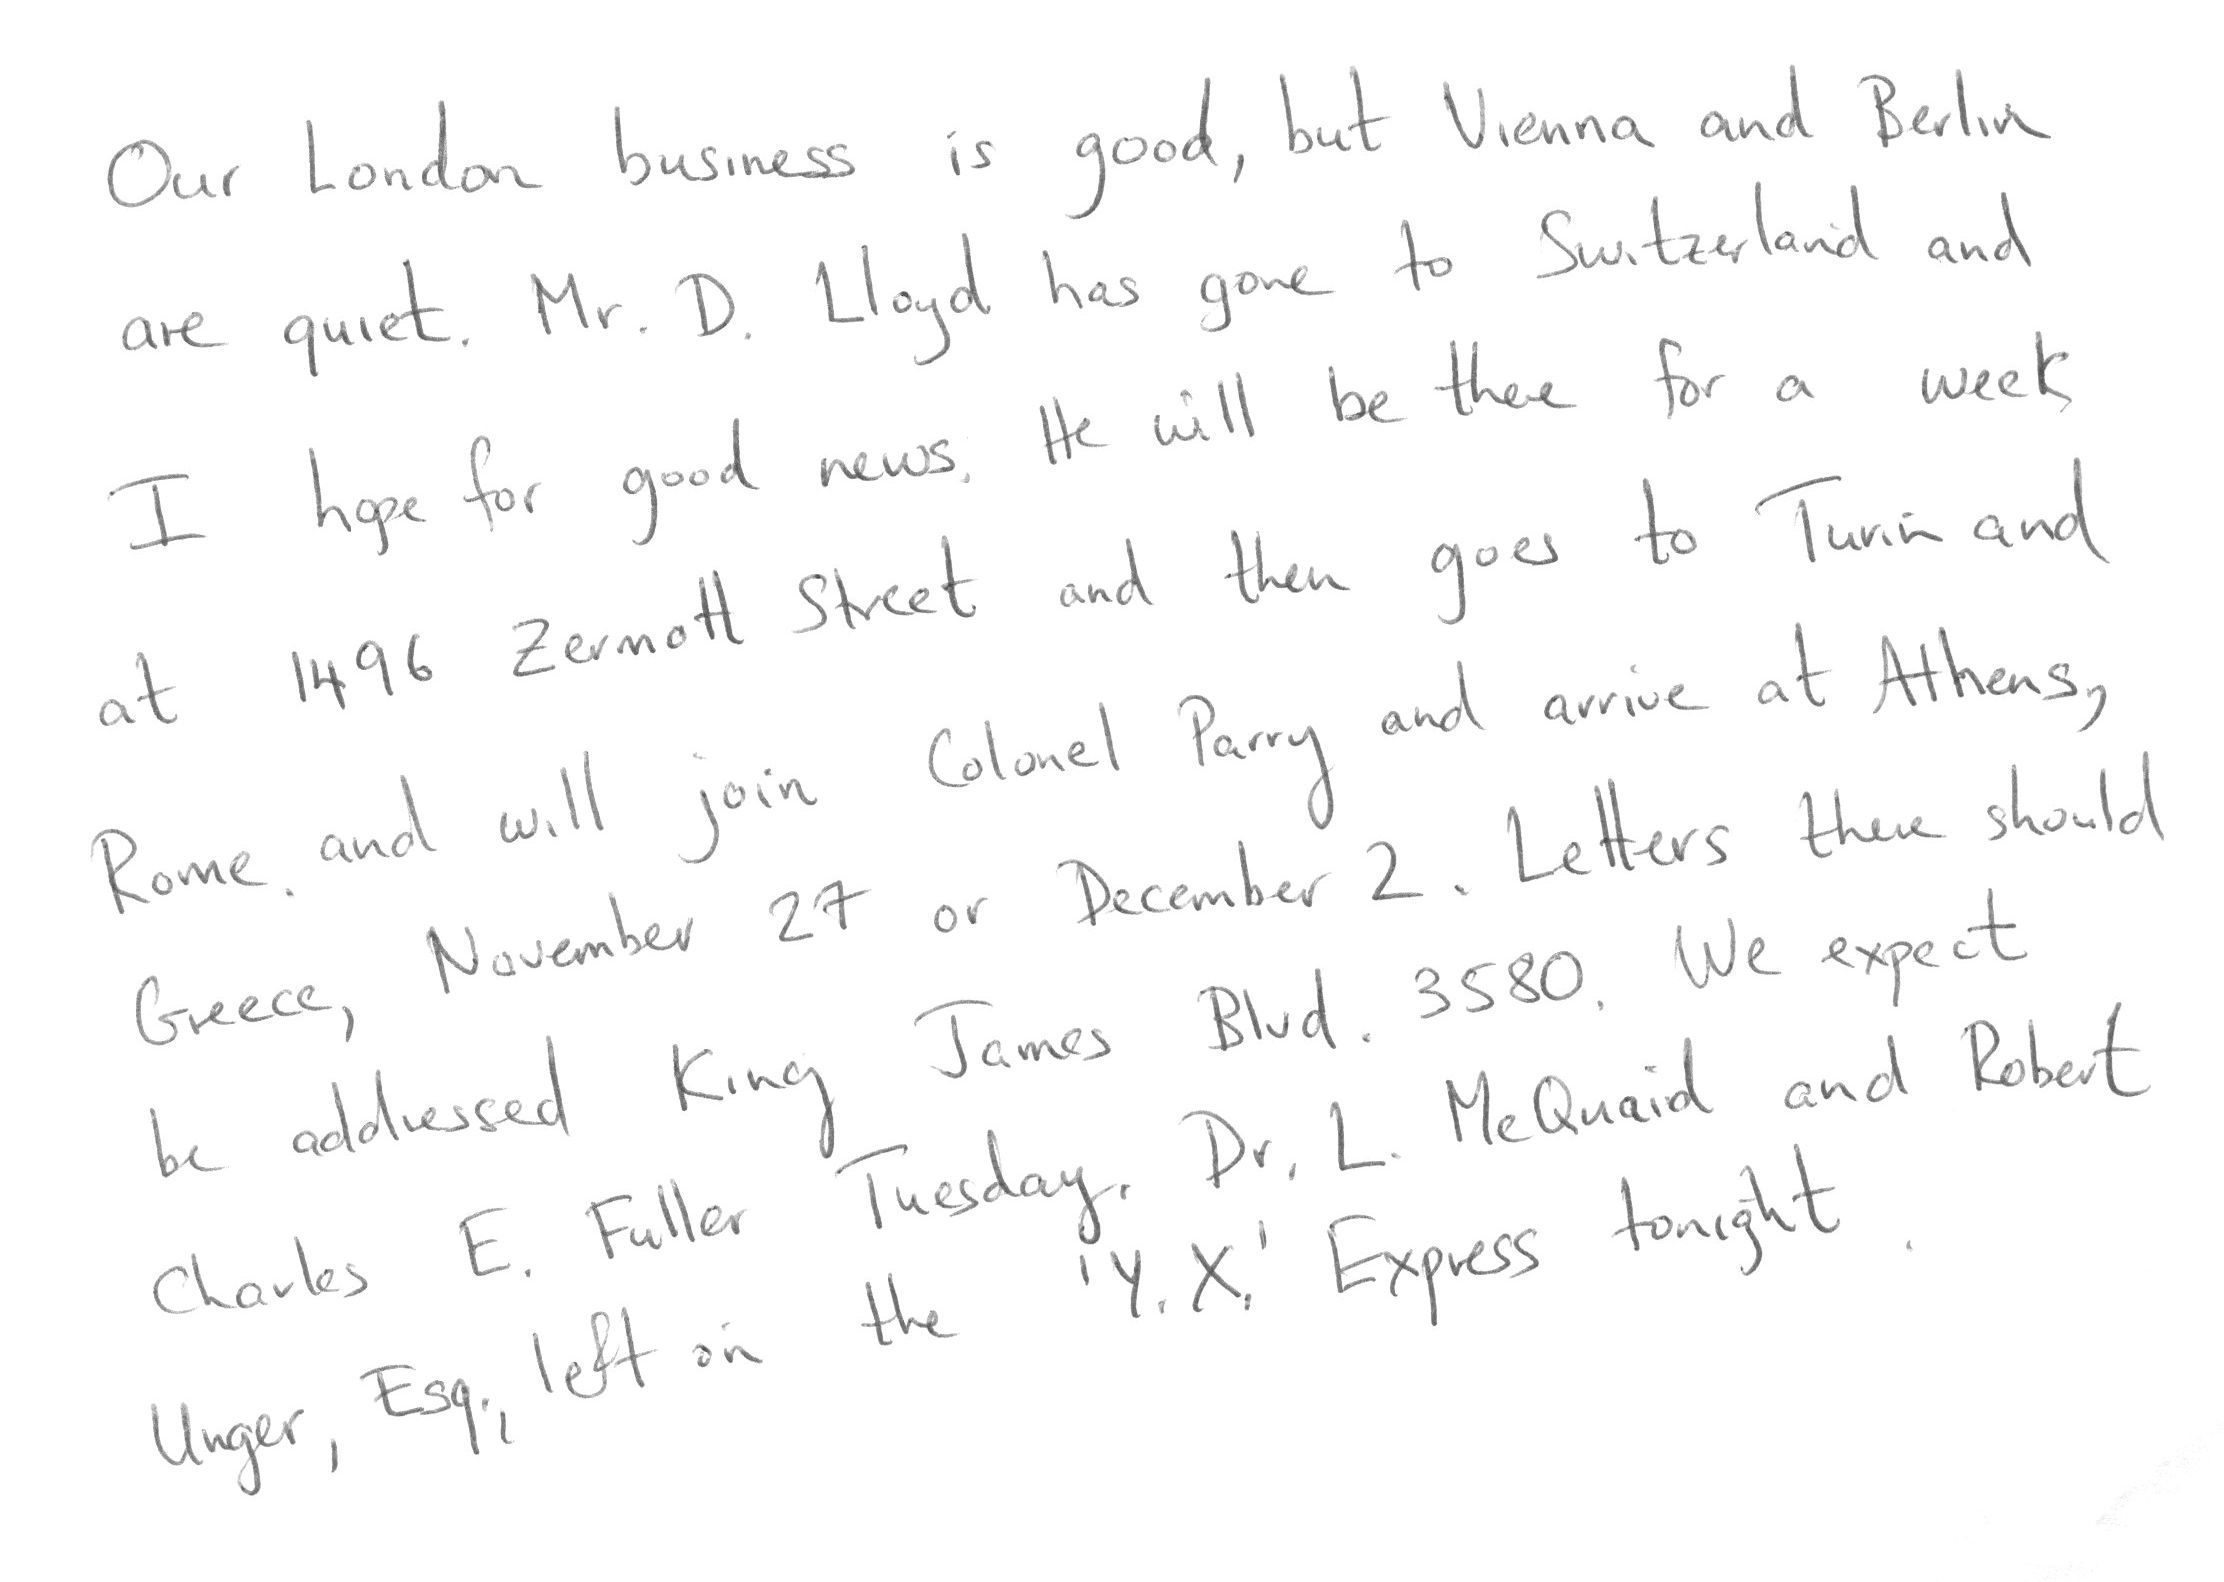 Our London business is good, but Vienna and Berlin
are quiet. Mr. D. Lloyd has gone to Switzerland and
I hope for good news. He will be there for a week
at 1496 Zermott Street and then goes to Turin and
Rome. and will join Colonel Parry and arrive at Athens,
Greece, November 27 or December 2. Letters there should
be addressed King James Blvd. 3580. We expect
Charles E. Fuller Tuesday. Dr. L. McQuaid and Robert
Unger, Esq., left on the 'Y.X.' Express tonight.